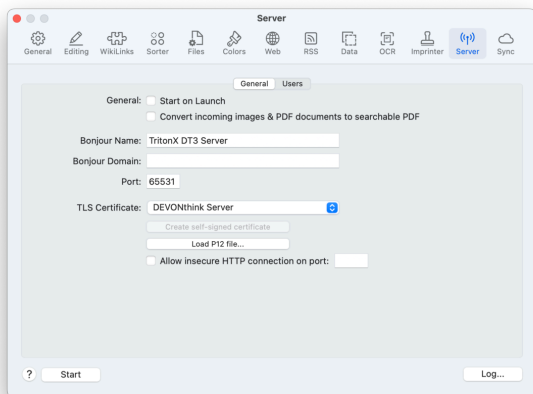 Server
General Editing WikiLinks Sorter Files Colors Web RSS Data OCR Imprinter Server Sync
General Users
General: Start on Launch
Convert incoming images & PDF documents to searchable PDF
Bonjour Name: TritonX DT3 Server
Bonjour Domain:
Port: 65531
TLS Certificate: DEVONthink Server
Create self-signed certificate
Load P12 file...
Allow insecure HTTP connection on port:
? Start Log...